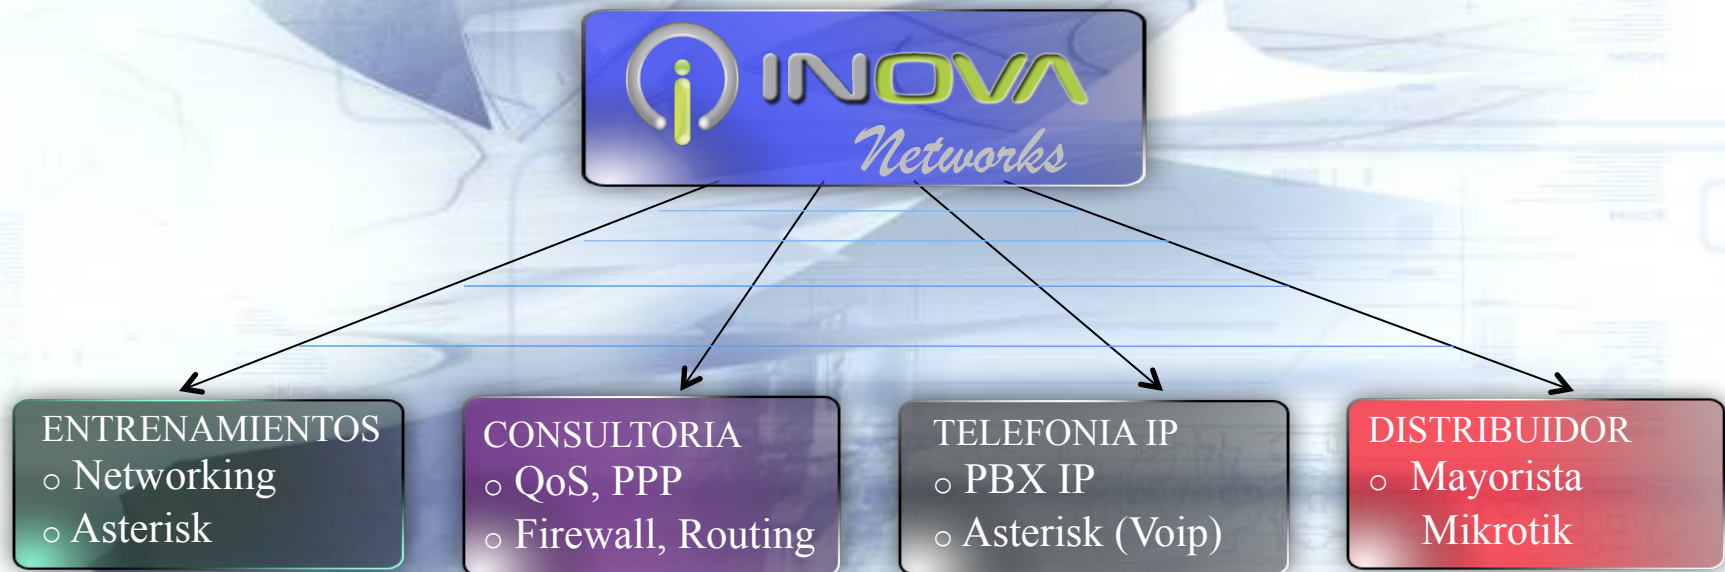 INOVA
Networks
ENTRENAMIENTOS
o Networking
o Asterisk
CONSULTORIA
o QoS, PPP
o Firewall, Routing
TELEFONIA IP
o PBX IP
o Asterisk (Voip)
DISTRIBUIDOR
o Mayorista
Mikrotik